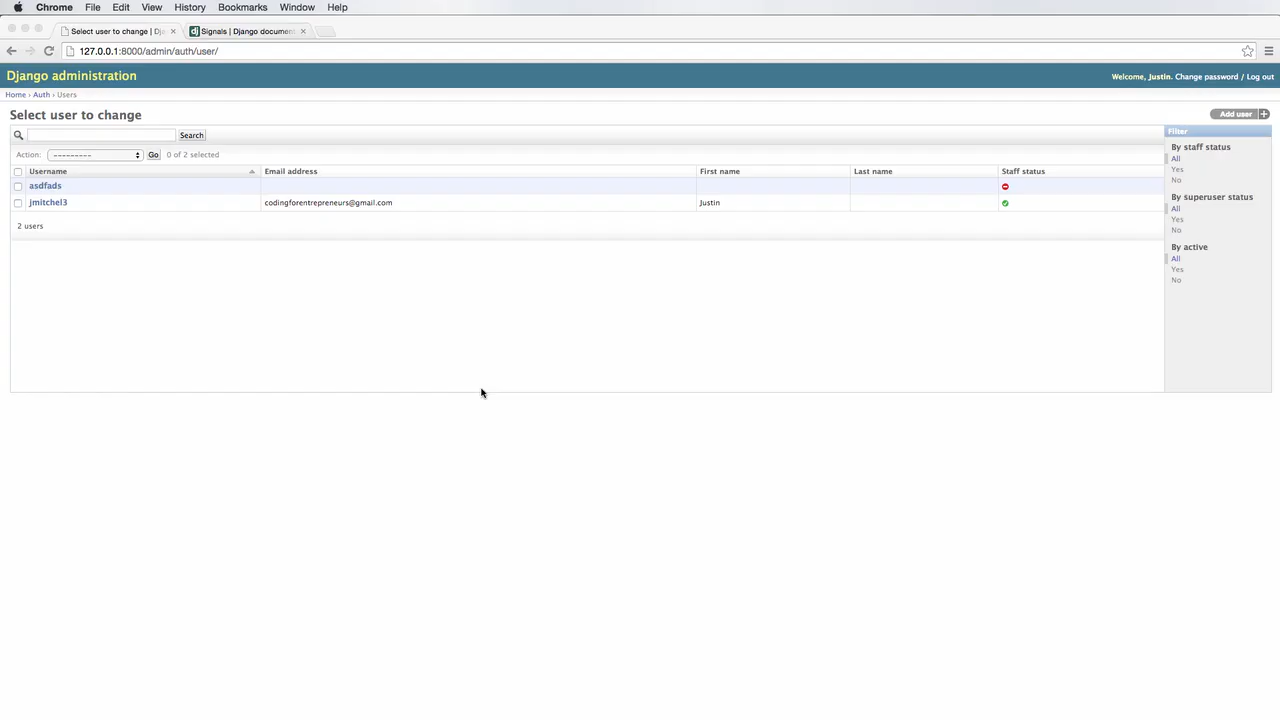 Chrome File Edit View History Bookmarks Window Help
Select user to change | Dja × Signals | Django document ×
127.0.0.1:8000/admin/auth/user/
Django administration
Welcome, Justin. Change password / Log out
Home › Auth › Users
Select user to change
Add user +
Search
Filter
Action: --------- Go 0 of 2 selected
Username Email address First name Last name Staff status
asdfads
jmitchel3 codingforentrepreneurs@gmail.com Justin
2 users
By staff status
All
Yes
No
By superuser status
All
Yes
No
By active
All
Yes
No